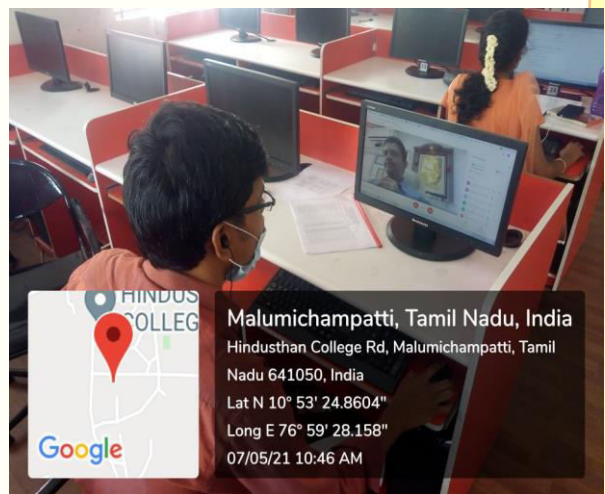 HINDUS
COLLEG
Google
Malumichampatti, Tamil Nadu, India
Hindusthan College Rd, Malumichampatti, Tamil
Nadu 641050, India
Lat N 10° 53' 24.8604"
Long E 76° 59' 28.158"
07/05/21 10:46 AM